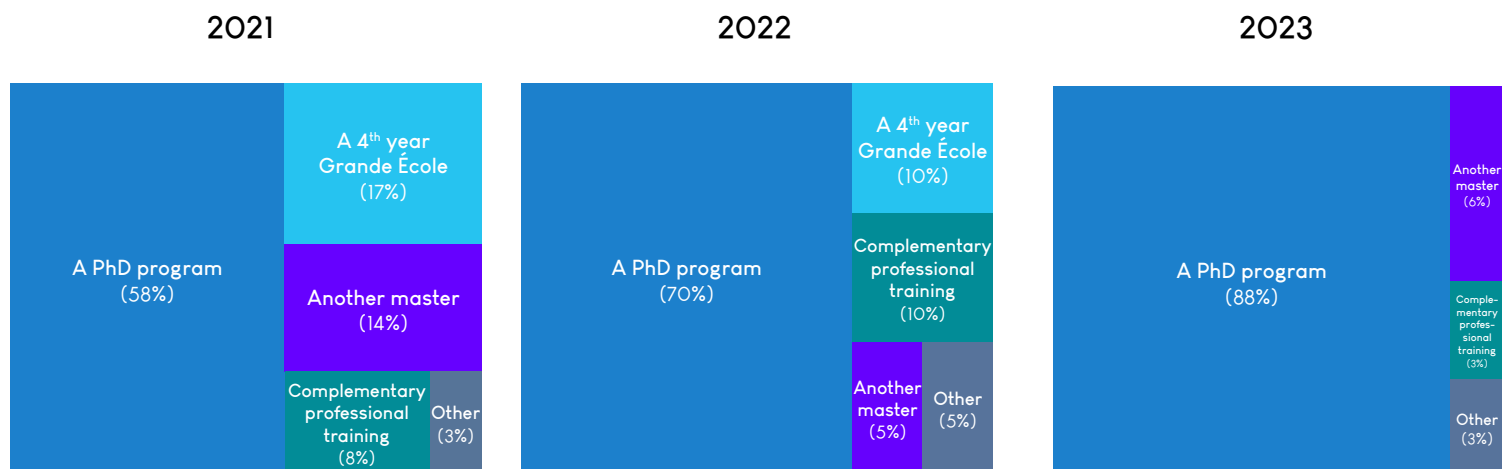 2021
2022
2023
A PhD program
(58%)
A 4th year
Grande École
(17%)
Another master
(14%)
Complementary
professional
training
(8%)
Other
(3%)
A PhD program
(70%)
A 4th year
Grande École
(10%)
Complementary
professional
training
(10%)
Another
master
(5%)
Other
(5%)
A PhD program
(88%)
Another
master
(6%)
Comple-
mentary
profes-
sional
training
(3%)
Other
(3%)